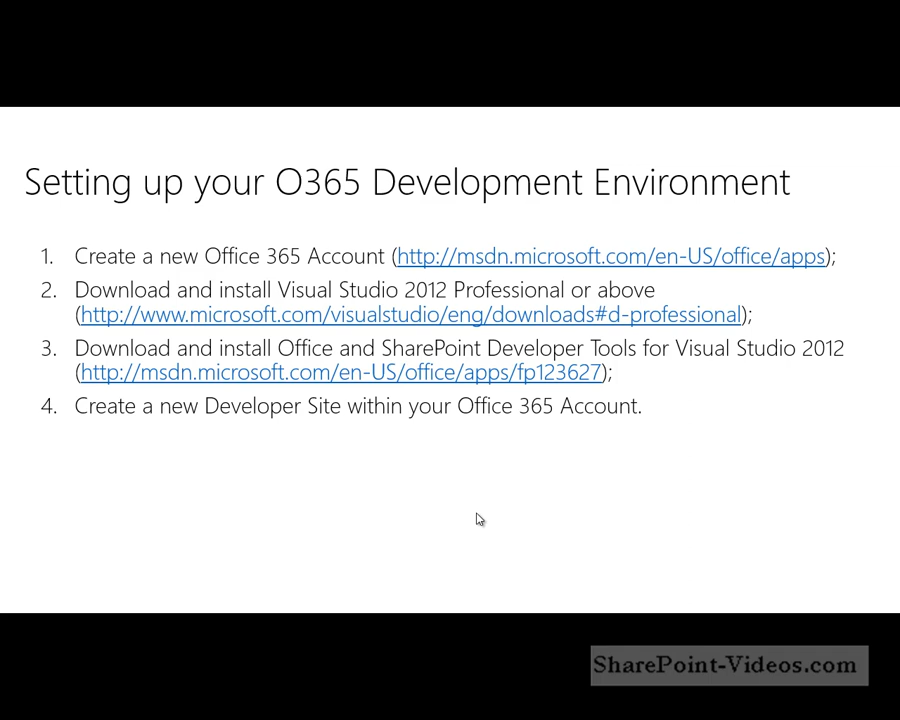 Setting up your O365 Development Environment
1. Create a new Office 365 Account (http://msdn.microsoft.com/en-US/office/apps);
2. Download and install Visual Studio 2012 Professional or above
(http://www.microsoft.com/visualstudio/eng/downloads#d-professional);
3. Download and install Office and SharePoint Developer Tools for Visual Studio 2012
(http://msdn.microsoft.com/en-US/office/apps/fp123627);
4. Create a new Developer Site within your Office 365 Account.
SharePoint-Videos.com